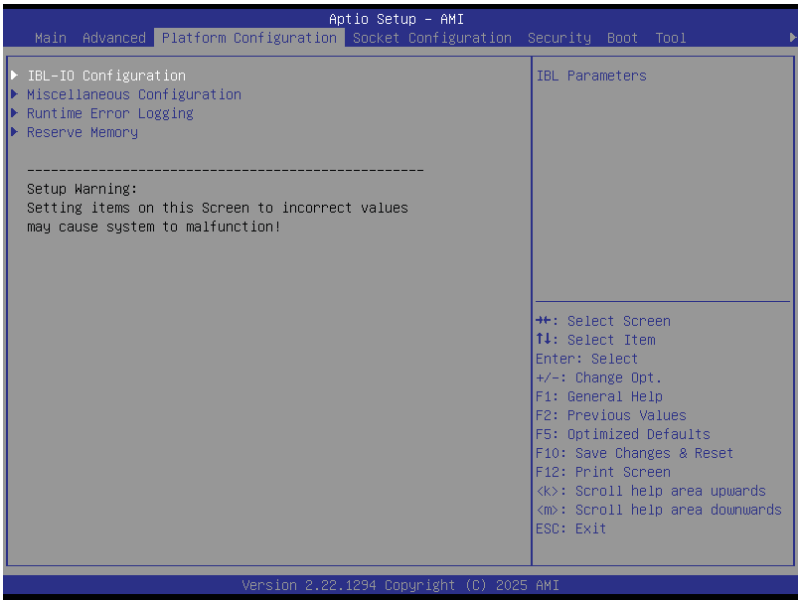 Aptio Setup - AMI
Main Advanced Platform Configuration Socket Configuration Security Boot Tool
IBL-IO Configuration
Miscellaneous Configuration
Runtime Error Logging
Reserve Memory
--------------------------------------------------
Setup Warning:
Setting items on this Screen to incorrect values
may cause system to malfunction!
IBL Parameters
→←: Select Screen
↑↓: Select Item
Enter: Select
+/-: Change Opt.
F1: General Help
F2: Previous Values
F5: Optimized Defaults
F10: Save Changes & Reset
F12: Print Screen
<k>: Scroll help area upwards
<m>: Scroll help area downwards
ESC: Exit
Version 2.22.1294 Copyright (C) 2025 AMI